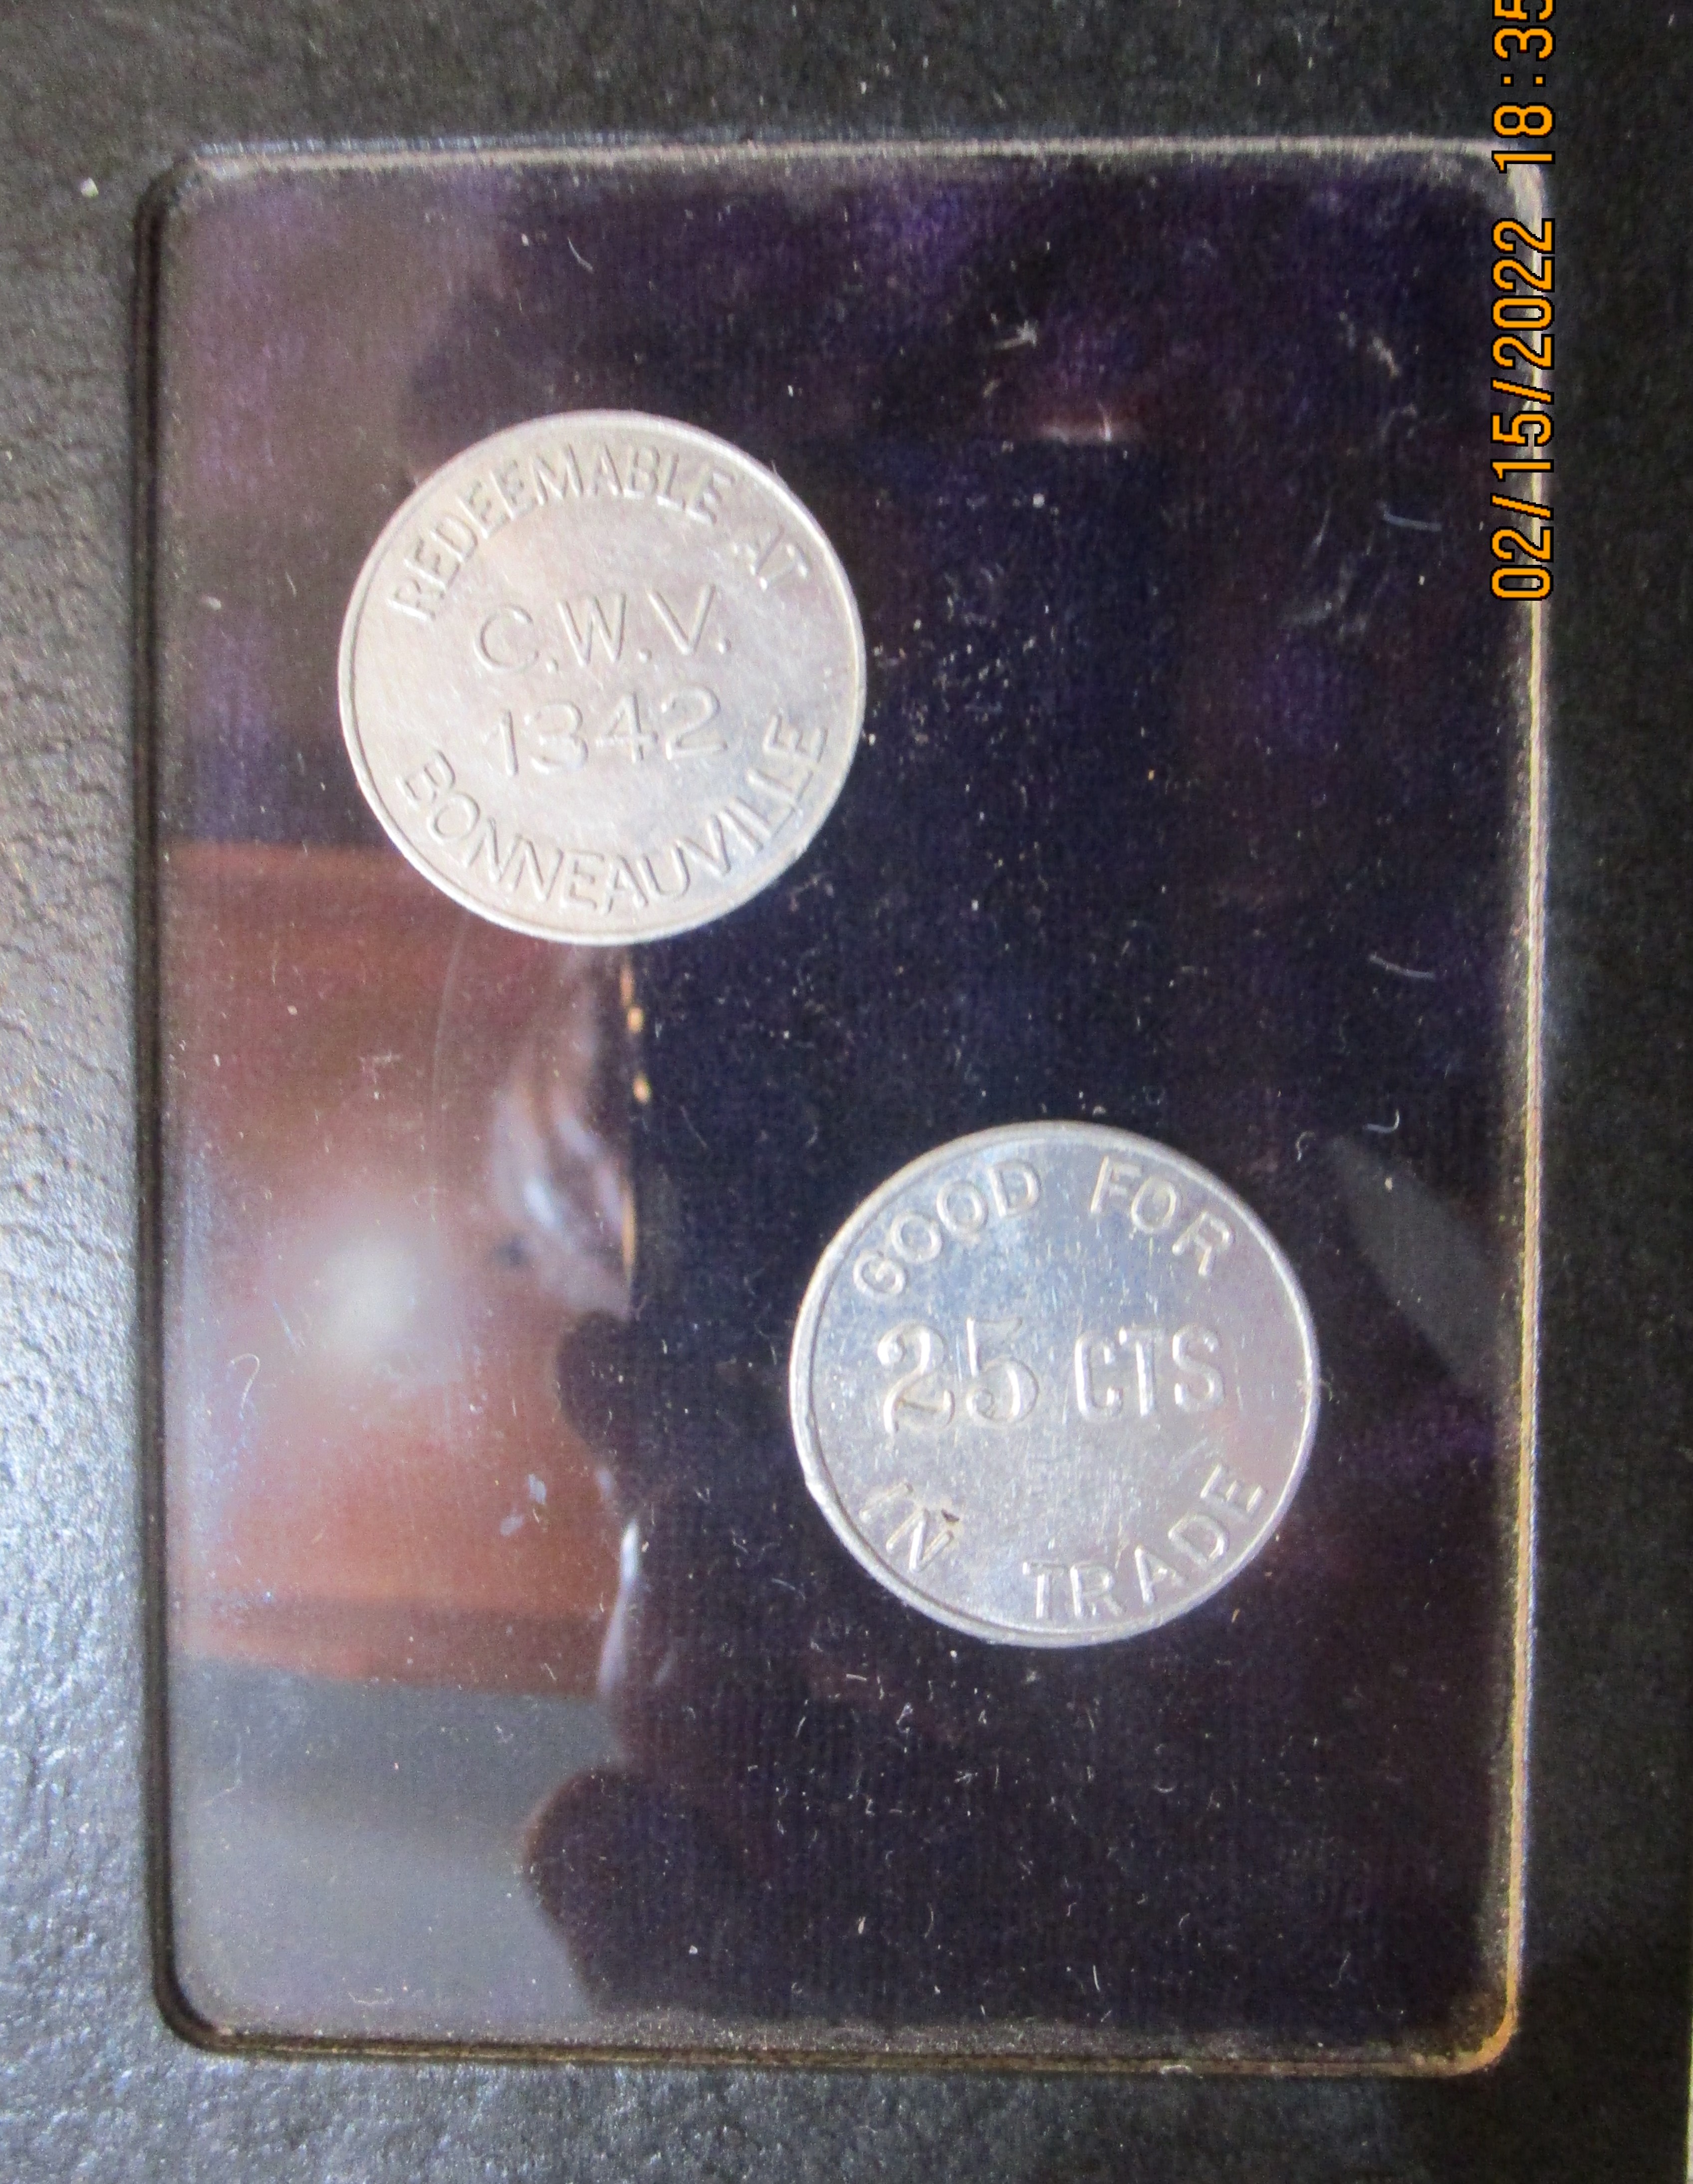 02/15/2022 18:35
REDEEMABLE AT
C.W.V.
1342
BONNEAUVILLE
GOOD FOR
25 CTS
IN TRADE